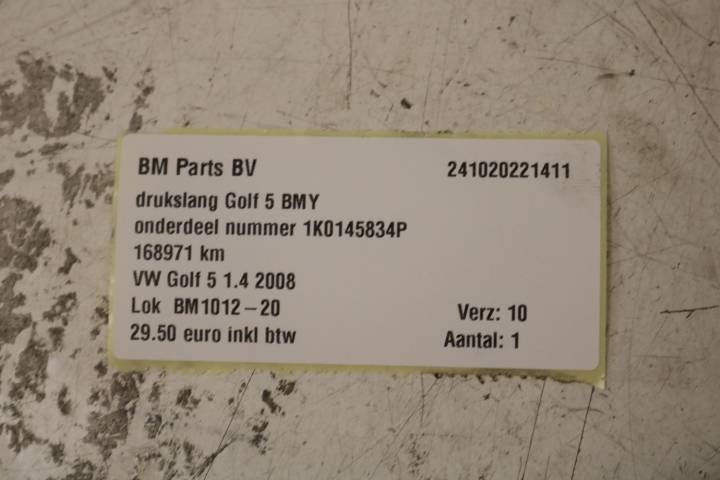 BM Parts BV 241020221411
drukslang Golf 5 BMY
onderdeel nummer 1K0145834P
168971 km
VW Golf 5 1.4 2008
Lok BM1012-20 Verz: 10
29.50 euro inkl btw Aantal: 1